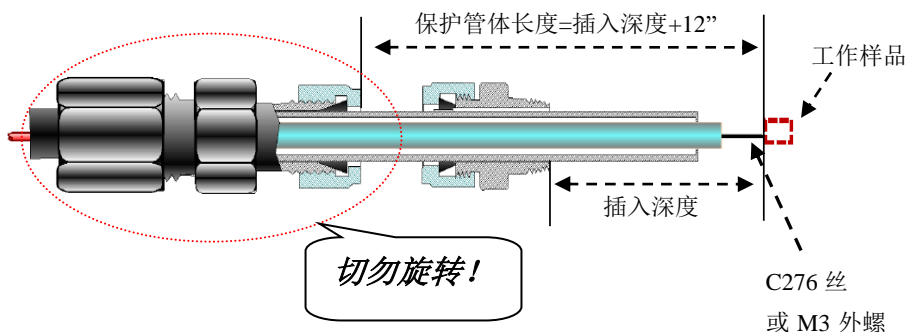 保护管体长度=插入深度+12”
工作样品
插入深度
切勿旋转！
C276 丝
或 M3 外螺